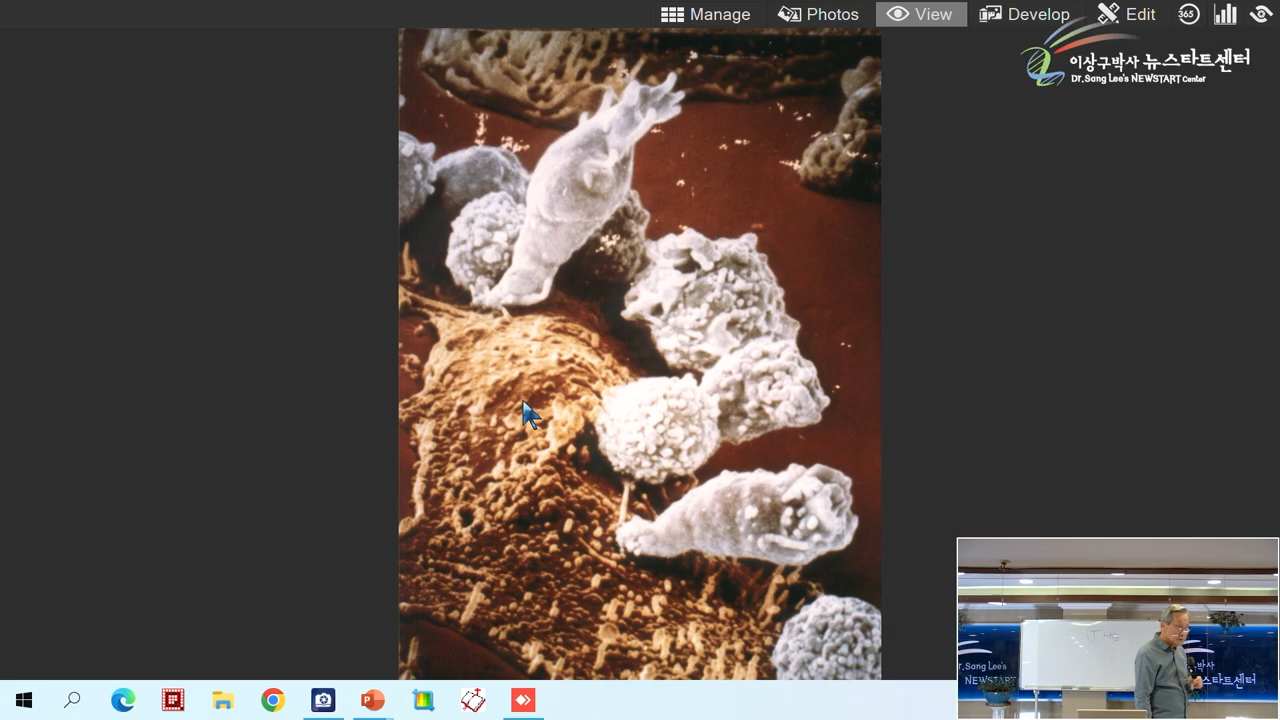 Manage Photos View Develop Edit 365
이상구박사 뉴스타트센터
Dr.Sang Lee's NEWSTART Center
r.Sang Lee's
NEWSTART
박사
스타트센터